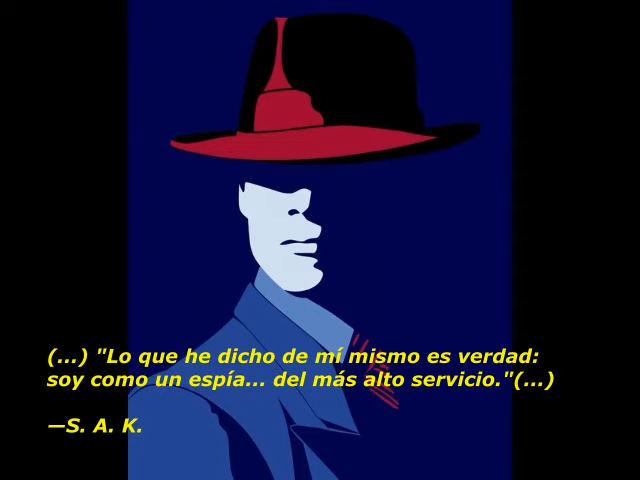 (...) "Lo que he dicho de mí mismo es verdad:
soy como un espía... del más alto servicio."(...)
—S. A. K.